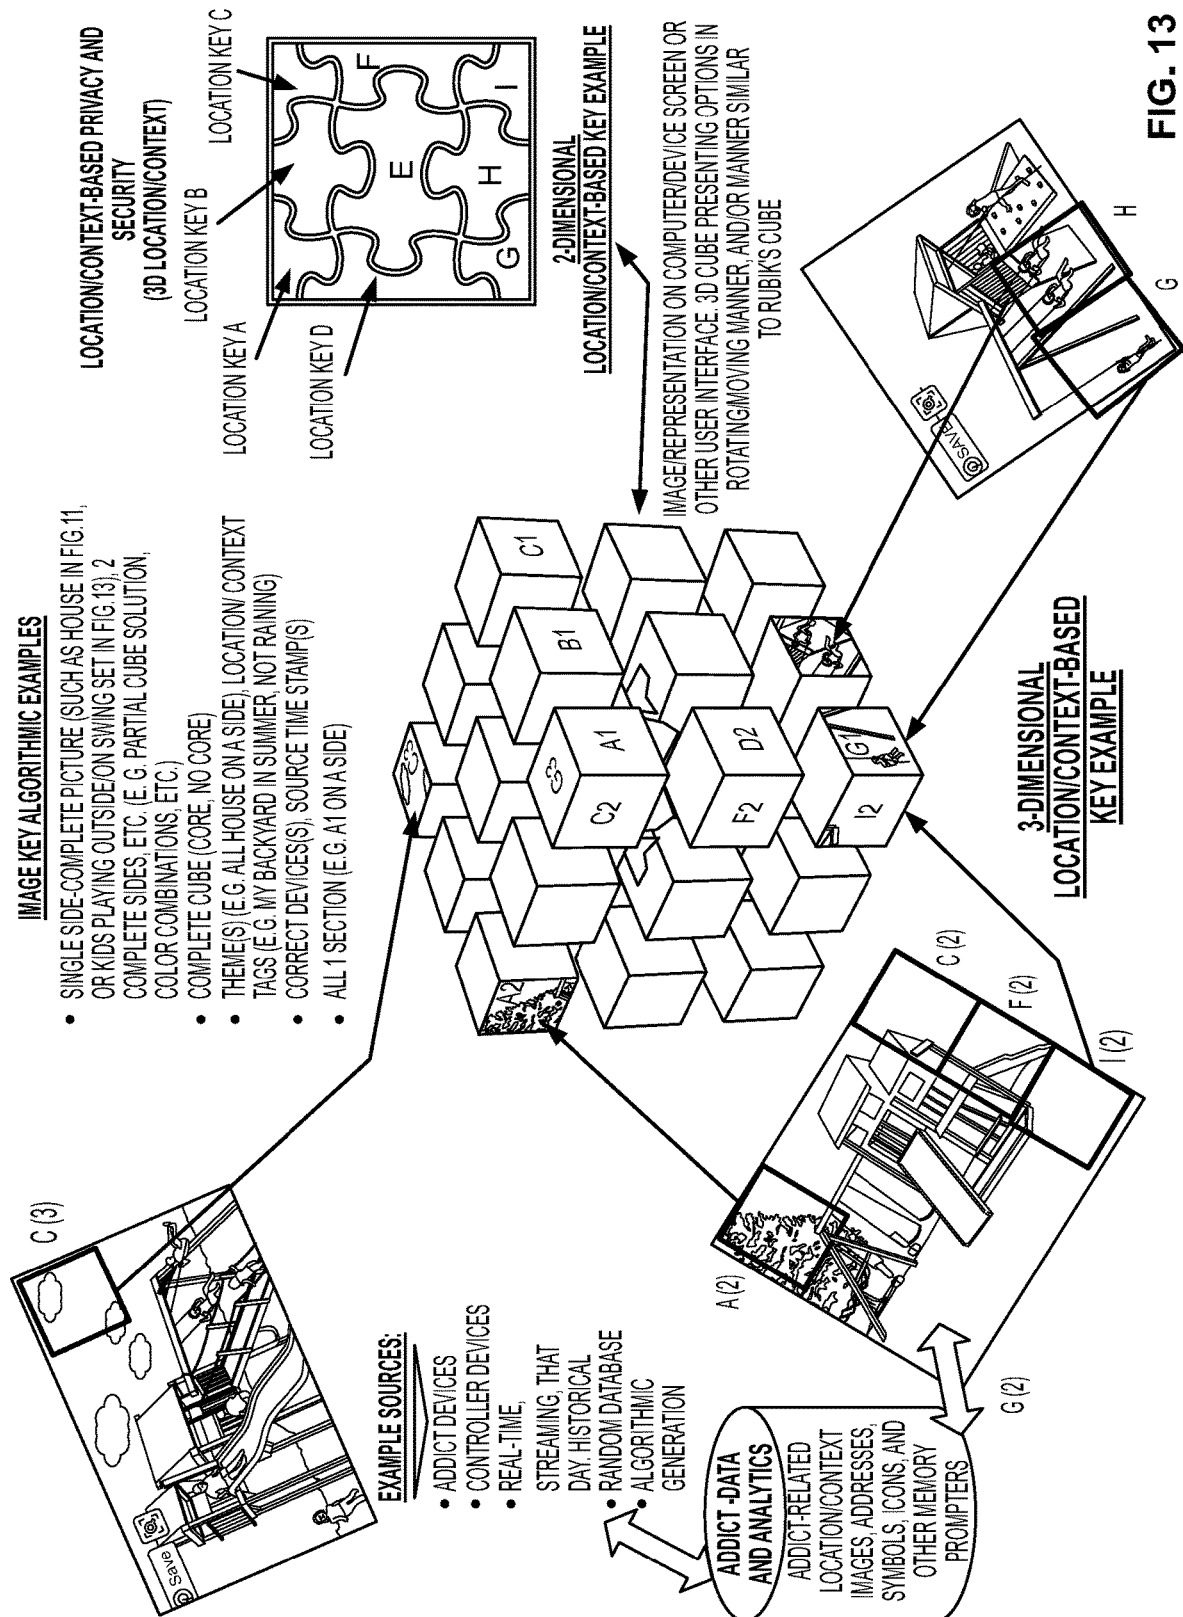 LOCATION/CONTEXT-BASED PRIVACY AND
SECURITY
(3D LOCATION/CONTEXT)
LOCATION KEY A
LOCATION KEY B
LOCATION KEY C
LOCATION KEY D
E
F
G
H
I
2-DIMENSIONAL
LOCATION/CONTEXT-BASED KEY EXAMPLE
IMAGE/REPRESENTATION ON COMPUTER/DEVICE SCREEN OR
OTHER USER INTERFACE. 3D CUBE PRESENTING OPTIONS IN
ROTATING/MOVING MANNER, AND/OR MANNER SIMILAR
TO RUBIK'S CUBE
IMAGE KEY ALGORITHMIC EXAMPLES
• SINGLE SIDE-COMPLETE PICTURE (SUCH AS HOUSE IN FIG.11,
OR KIDS PLAYING OUTSIDE/ON SWING SET IN FIG.13), 2
COMPLETE SIDES, ETC. (E. G. PARTIAL CUBE SOLUTION,
COLOR COMBINATIONS, ETC.)
• COMPLETE CUBE (CORE, NO CORE)
• THEME(S) (E.G. ALL HOUSE ON A SIDE), LOCATION/ CONTEXT
TAGS (E.G. MY BACKYARD IN SUMMER, NOT RAINING)
• CORRECT DEVICES(S), SOURCE TIME STAMP(S)
• ALL 1 SECTION (E.G. A1 ON A SIDE)
C (3)
Save
EXAMPLE SOURCES:
• ADDICT DEVICES
• CONTROLLER DEVICES
• REAL-TIME,
STREAMING, THAT
DAY, HISTORICAL
• RANDOM DATABASE
• ALGORITHMIC
GENERATION
ADDICT -DATA
AND ANALYTICS
ADDICT-RELATED
LOCATION/CONTEXT
IMAGES, ADDRESSES,
SYMBOLS, ICONS, AND
OTHER MEMORY
PROMPTERS
A (2)
C (2)
F (2)
I (2)
G (2)
A2
C2
A1
B1
C1
F2
D2
I2
G1
3-DIMENSIONAL
LOCATION/CONTEXT-BASED
KEY EXAMPLE
SAVE
G
H
FIG. 13